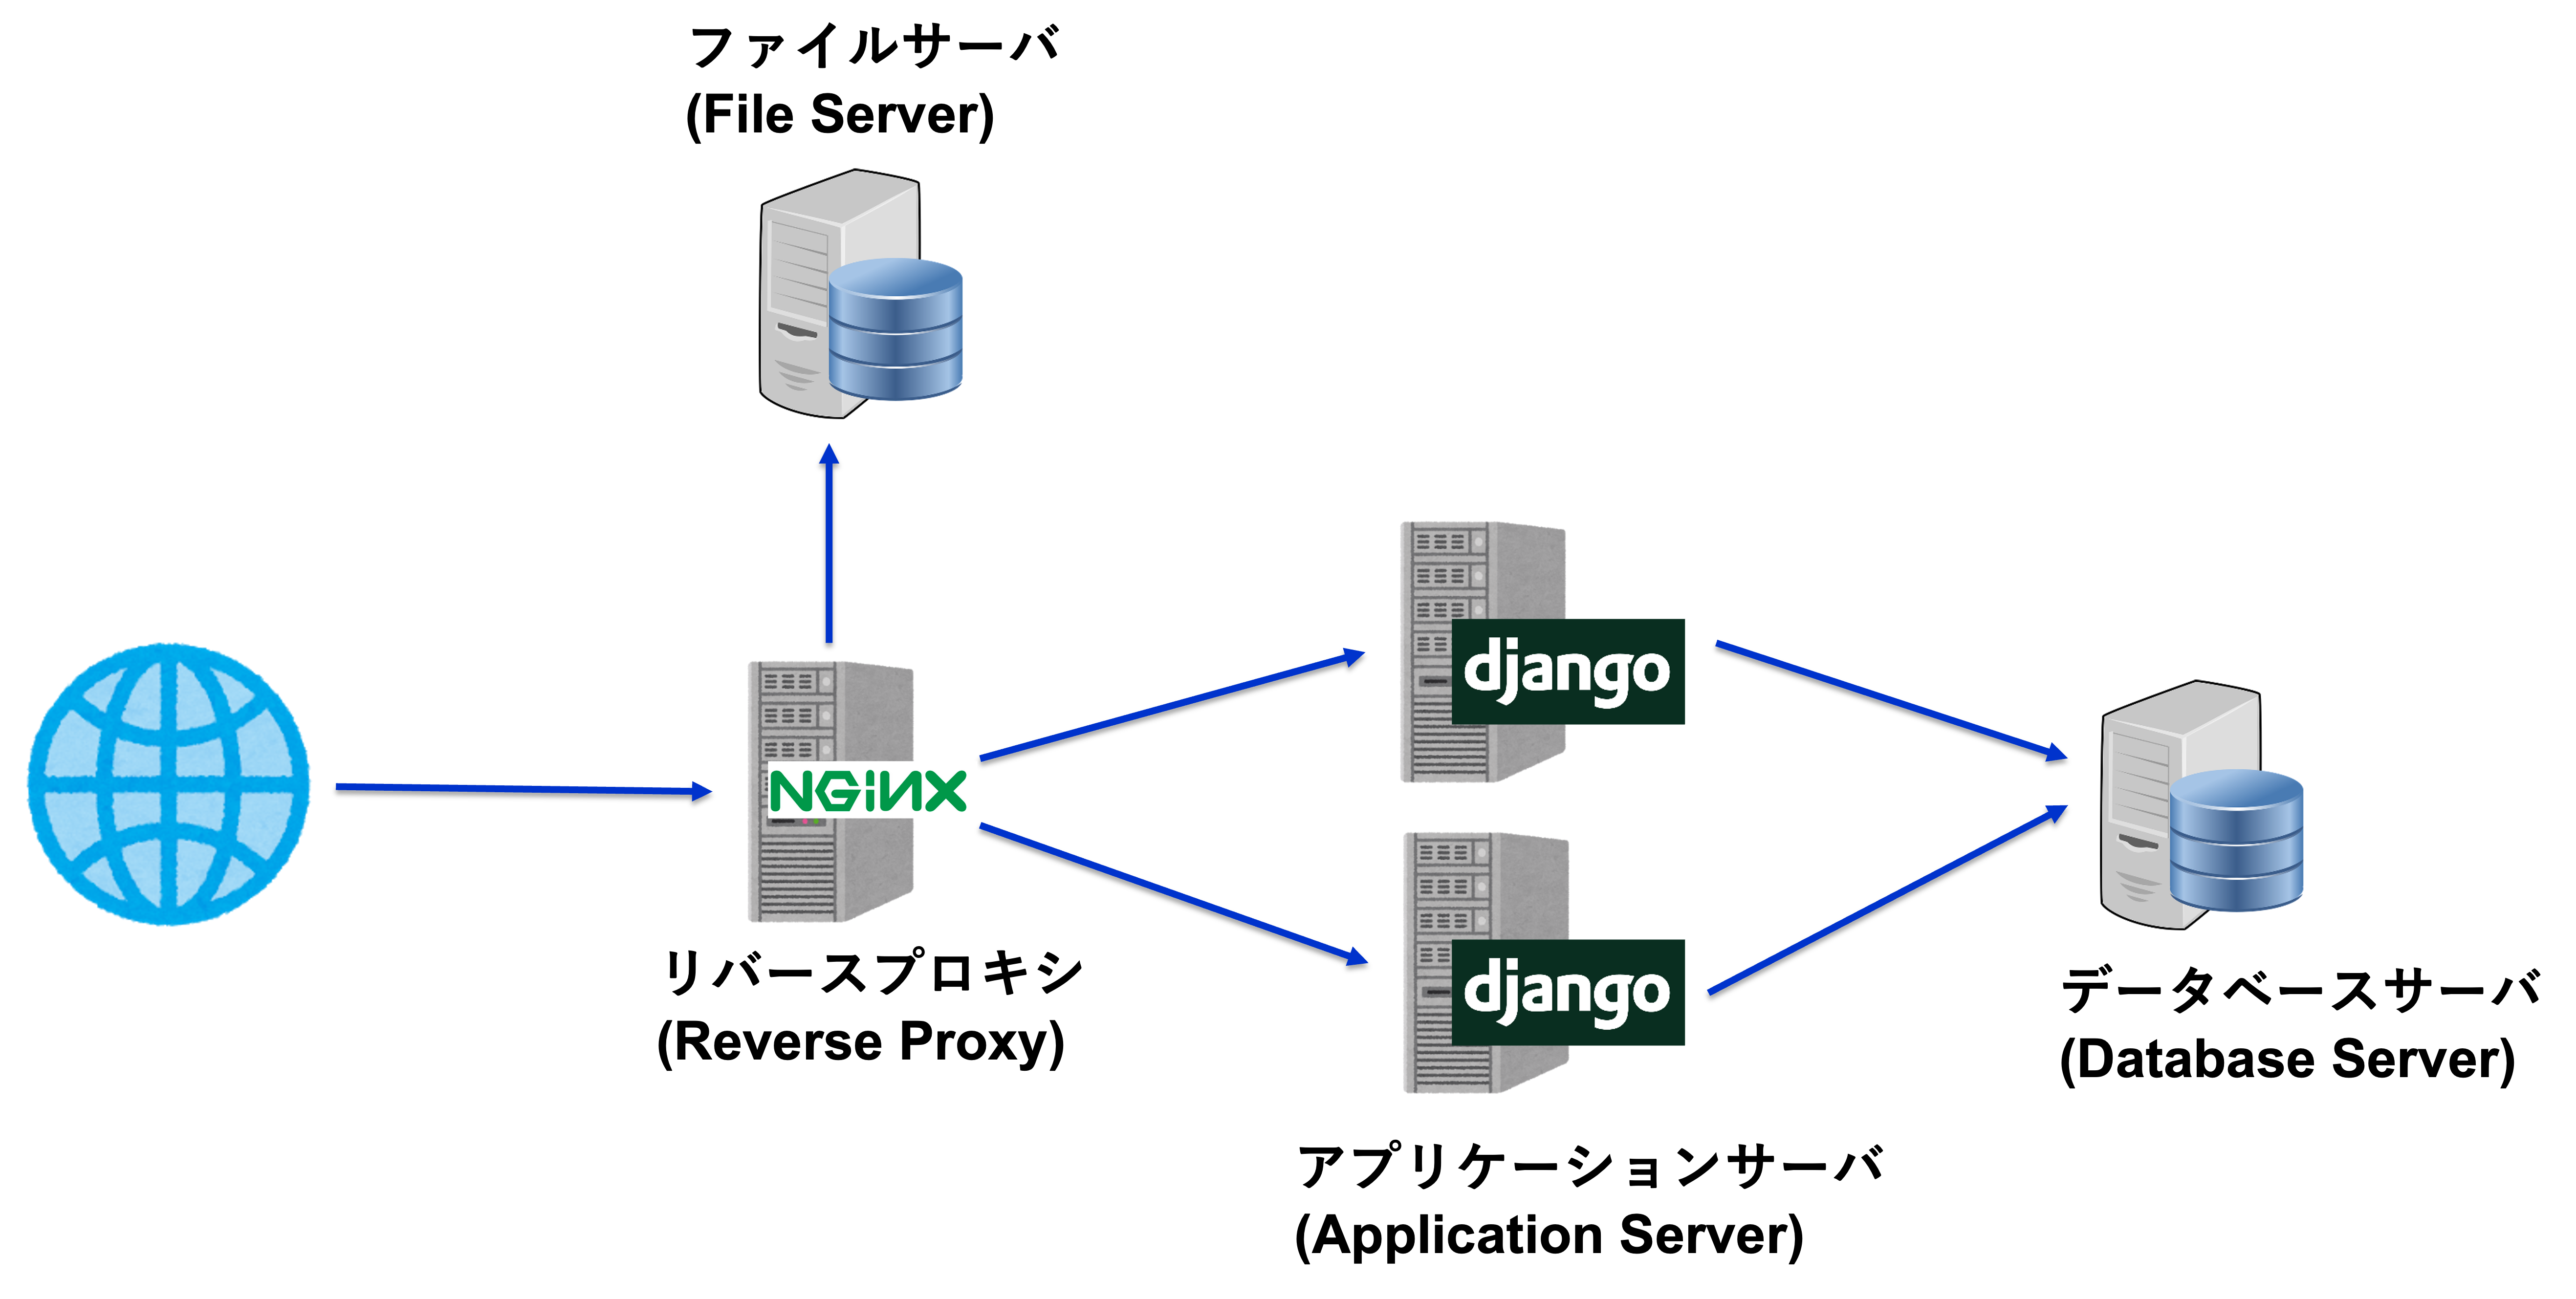 ファイルサーバ
(File Server)
django
NGINX
リバースプロキシ
(Reverse Proxy)
django
データベースサーバ
(Database Server)
アプリケーションサーバ
(Application Server)